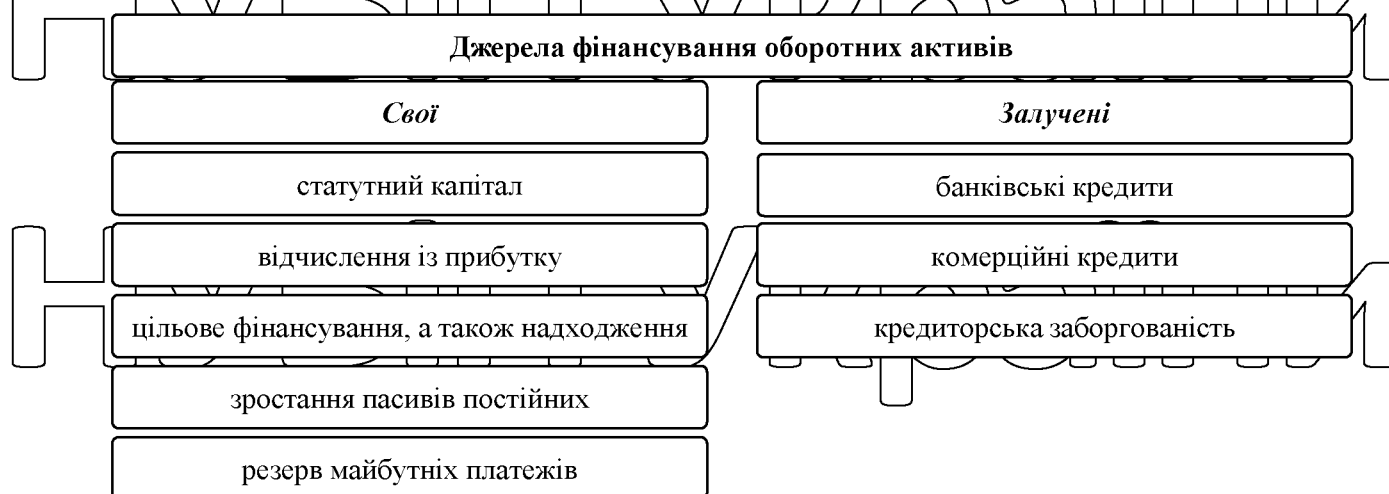 Джерела фінансування оборотних активів
Свої
Залучені
статутний капітал
банківські кредити
відчислення із прибутку
комерційні кредити
цільове фінансування, а також надходження
кредиторська заборгованість
зростання пасивів постійних
резерв майбутніх платежів